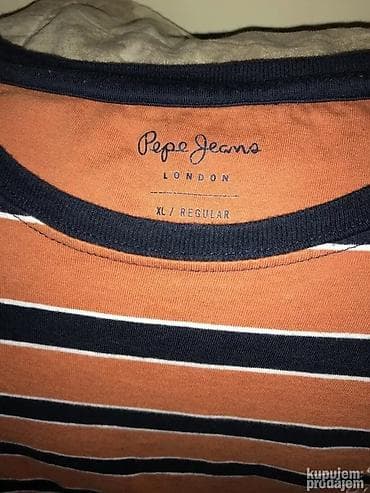 Pepe Jeans
LONDON
XL / REGULAR
kupujem
prodajem